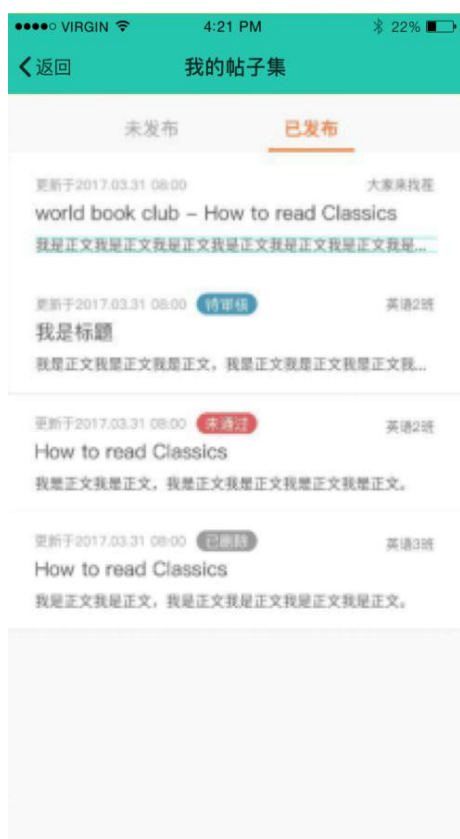 VIRGIN 4:21 PM 22%
返回 我的帖子集
未发布 已发布
更新于2017.03.31 08:00 大家来找茬
world book club – How to read Classics
我是正文我是正文我是正文我是正文我是正文我是...
更新于2017.03.31 08:00 待审核 英语2班
我是标题
我是正文我是正文我是正文，我是正文我是正文我是正文我...
更新于2017.03.31 08:00 未通过 英语2班
How to read Classics
我是正文我是正文，我是正文我是正文我是正文我是正文。
更新于2017.03.31 08:00 已删除 英语3班
How to read Classics
我是正文我是正文，我是正文我是正文我是正文我是正文。